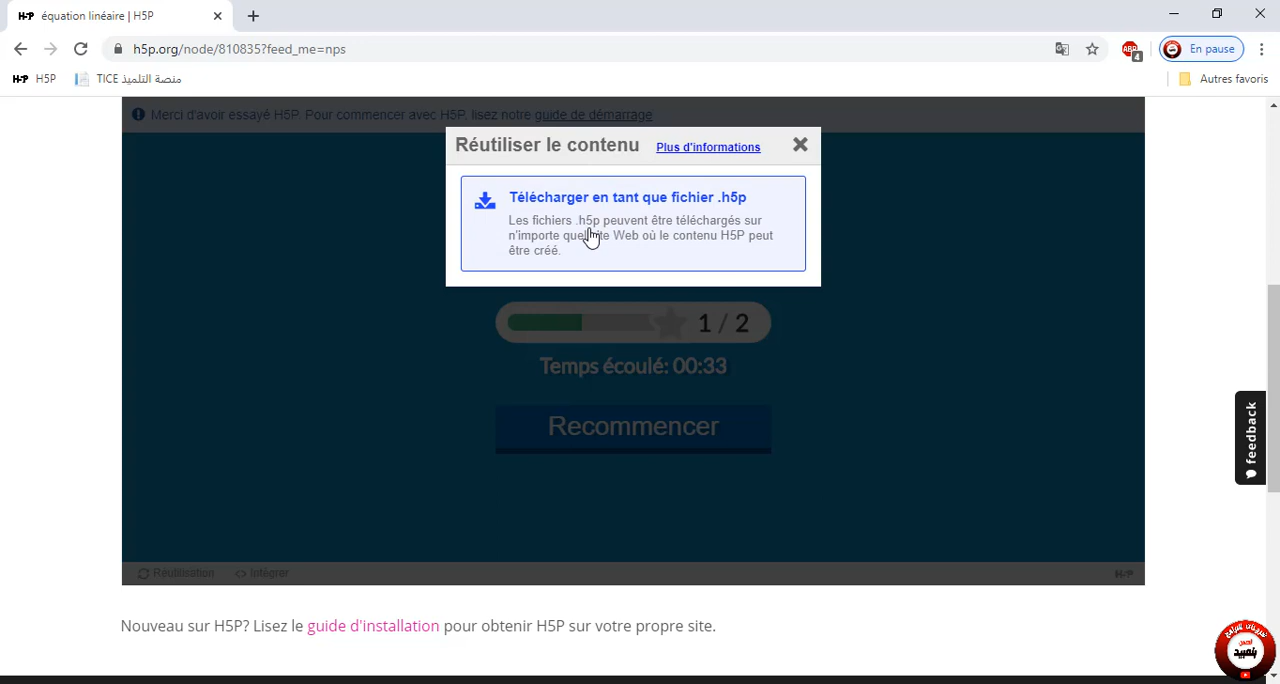 H-P équation linéaire | H5P
h5p.org/node/810835?feed_me=nps
ABP
4
En pause
H-P H5P
TICE منصة التلميذ
Autres favoris
Merci d'avoir essayé H5P. Pour commencer avec H5P, lisez notre guide de démarrage
Réutiliser le contenu Plus d'informations
Télécharger en tant que fichier .h5p
Les fichiers .h5p peuvent être téléchargés sur
n'importe quel site Web où le contenu H5P peut
être créé.
1 / 2
Temps écoulé: 00:33
Recommencer
feedback
Réutilisation <> Intégrer
H-P
Nouveau sur H5P? Lisez le guide d'installation pour obtenir H5P sur votre propre site.